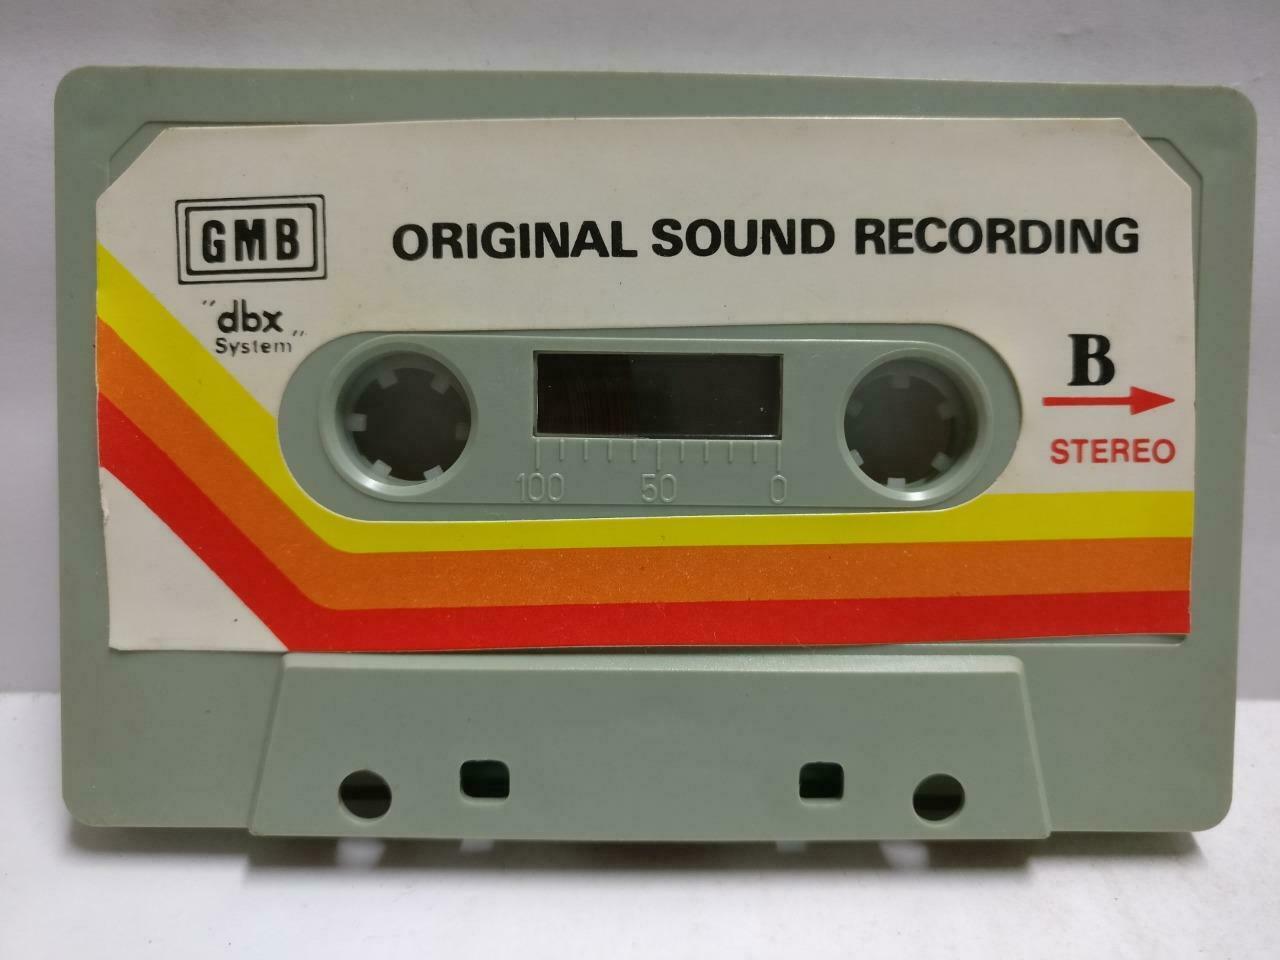 GMB
ORIGINAL SOUND RECORDING
"dbx
System"
B
STEREO
100 50 0